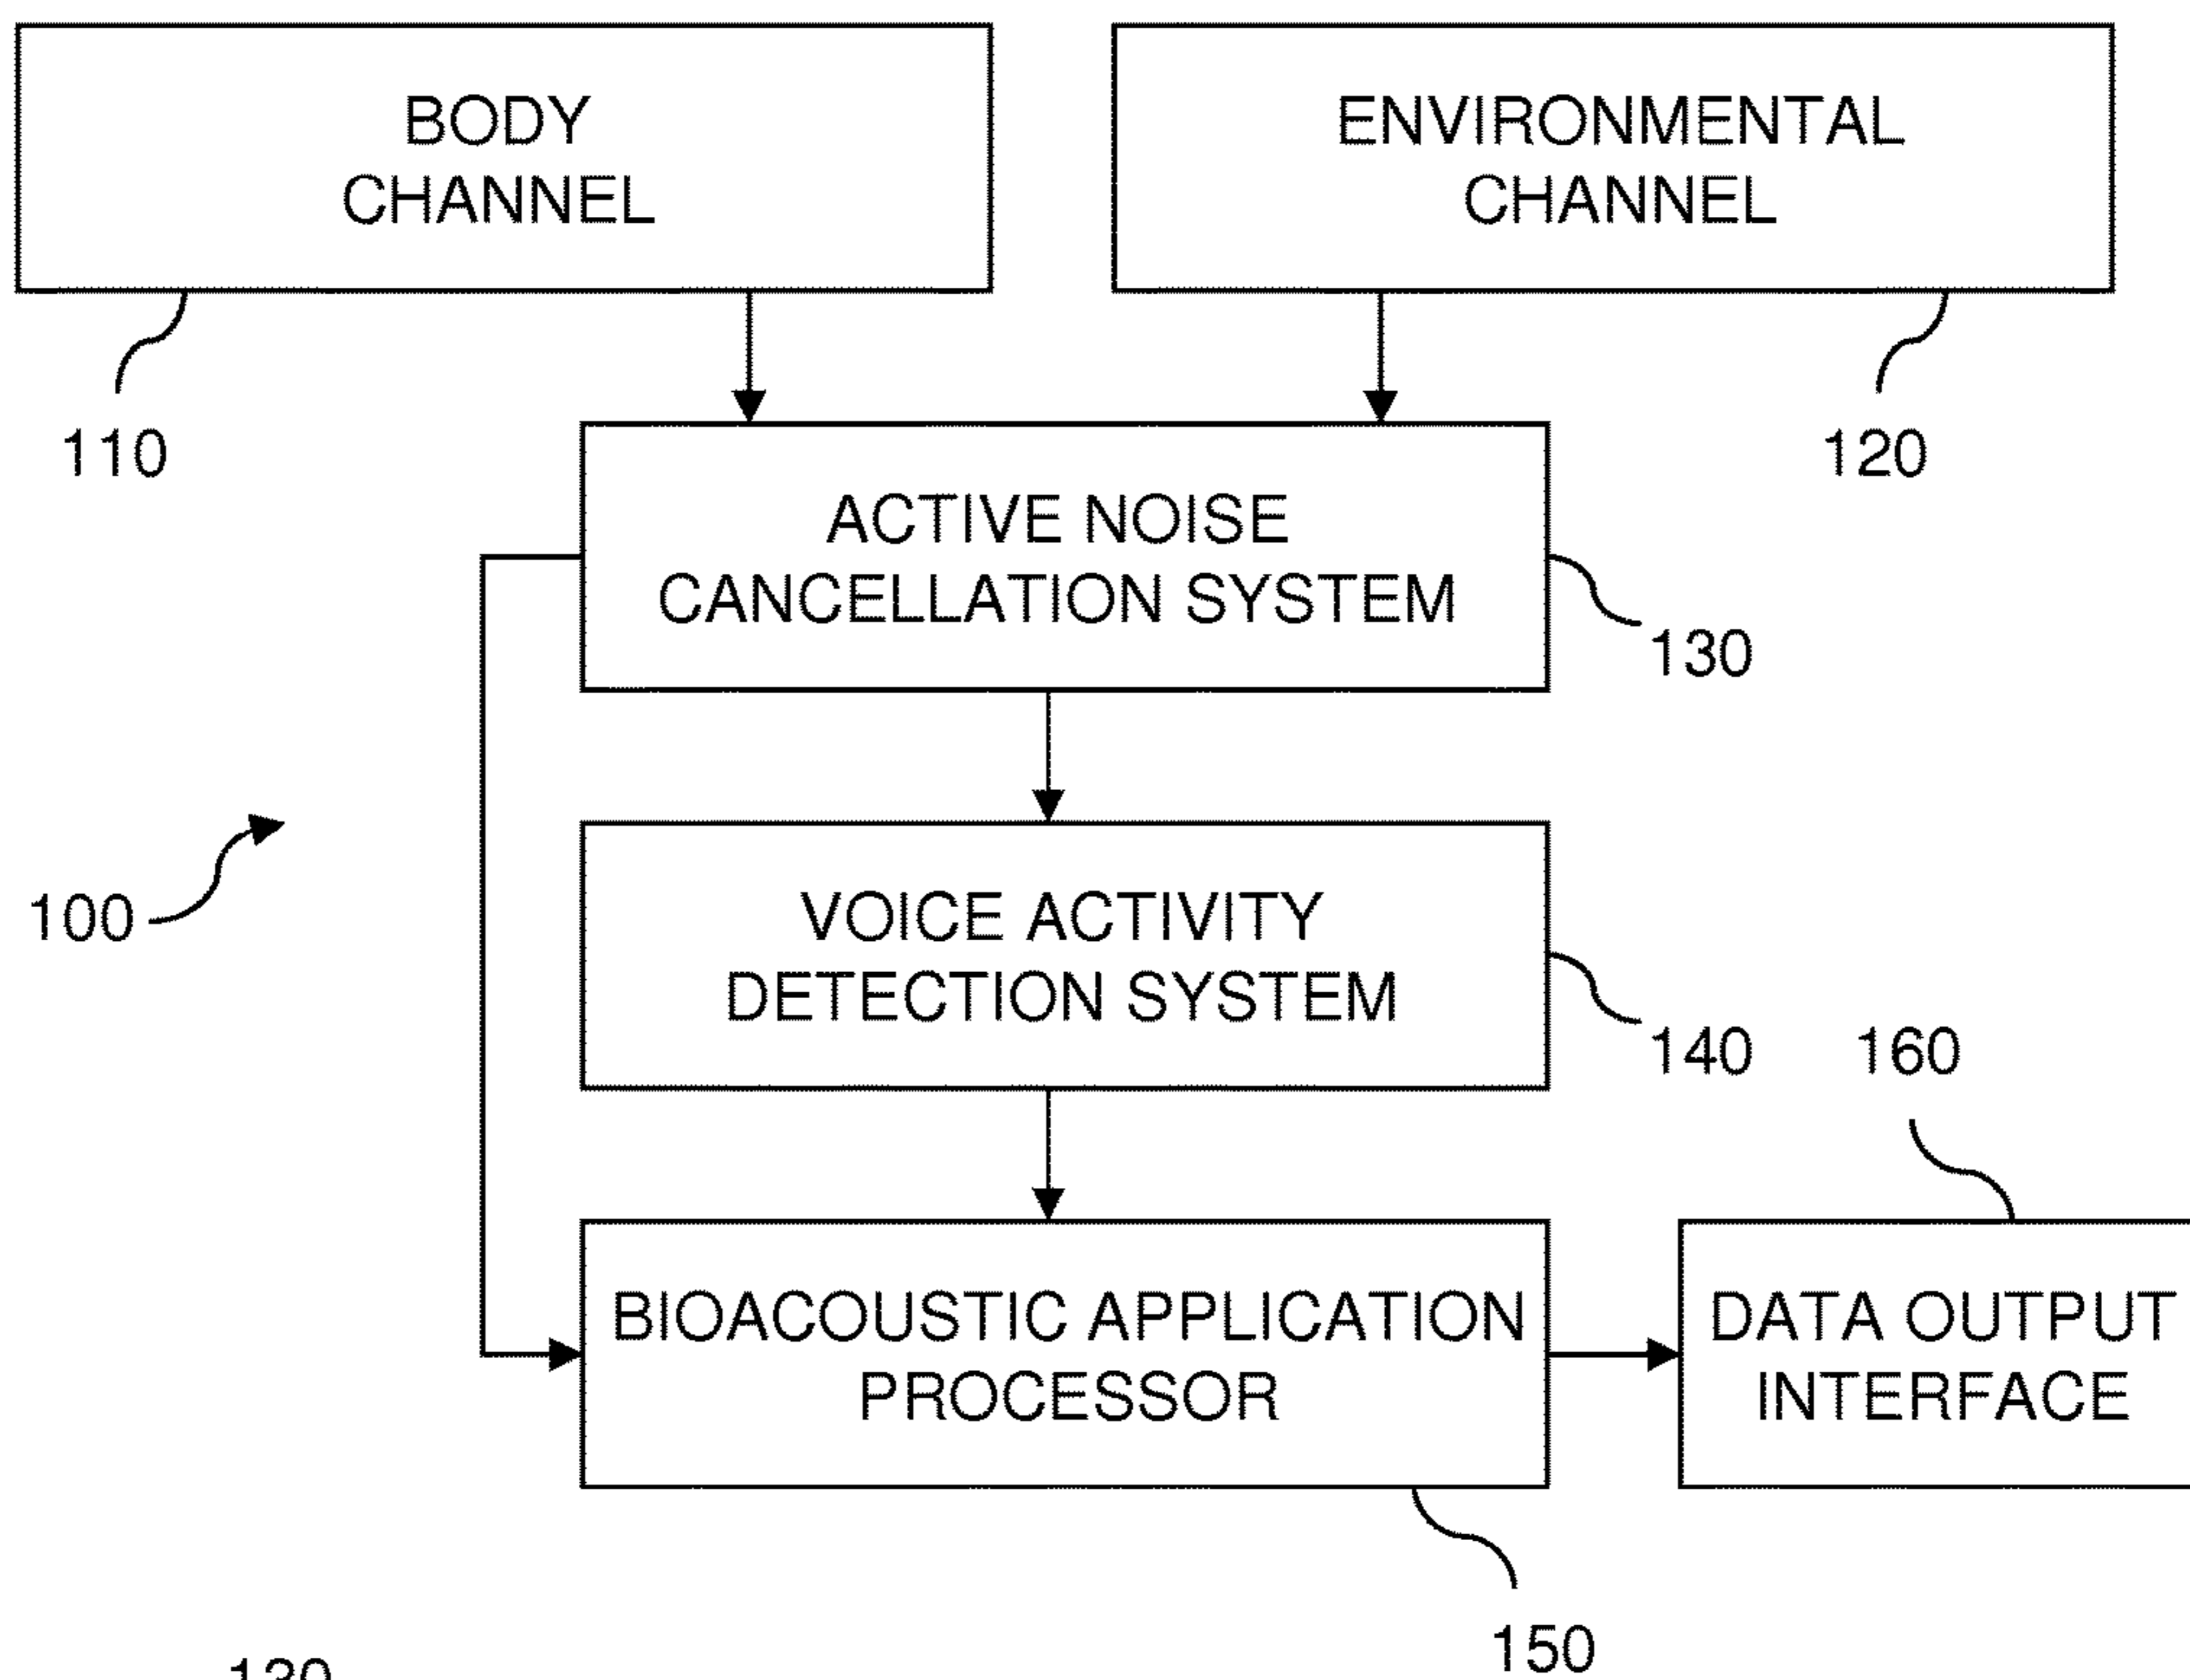 BODY
CHANNEL
ENVIRONMENTAL
CHANNEL
110
120
ACTIVE NOISE
CANCELLATION SYSTEM
130
100
VOICE ACTIVITY
DETECTION SYSTEM
140
160
BIOACOUSTIC APPLICATION
PROCESSOR
DATA OUTPUT
INTERFACE
150